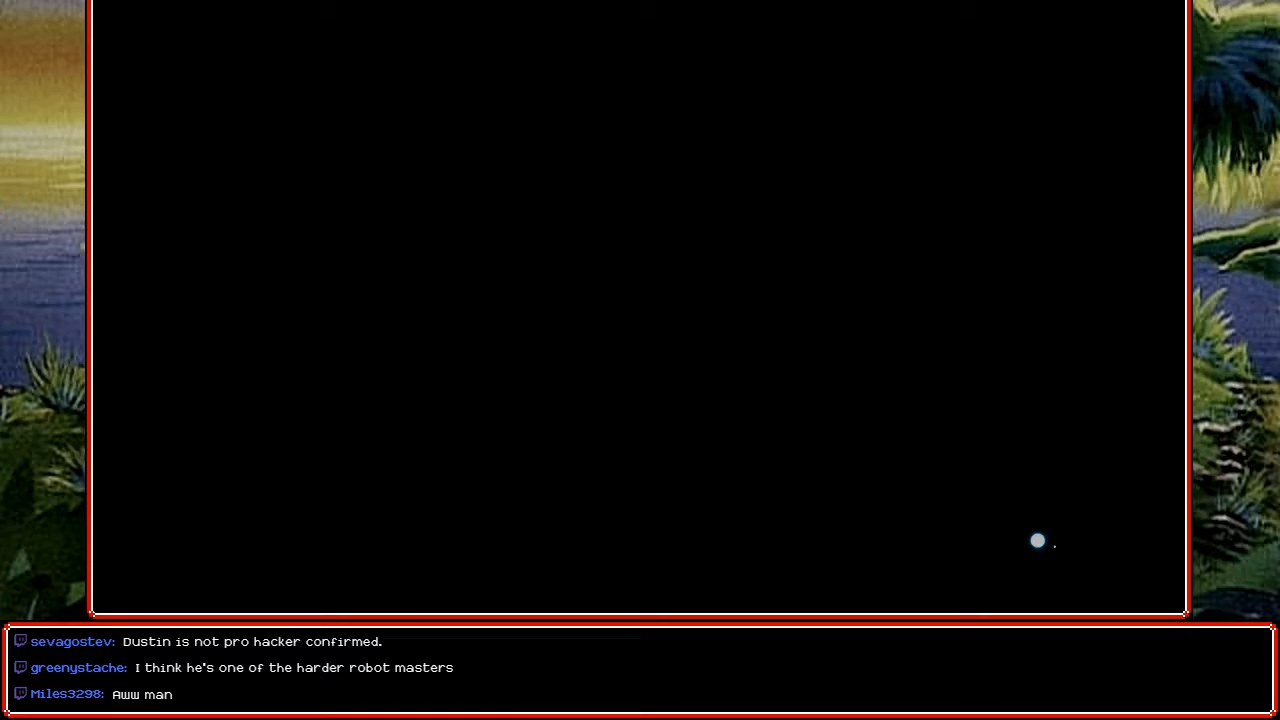 sevagostev: Dustin is not pro hacker confirmed.
greenystache: I think he's one of the harder robot masters
Miles3298: Aww man